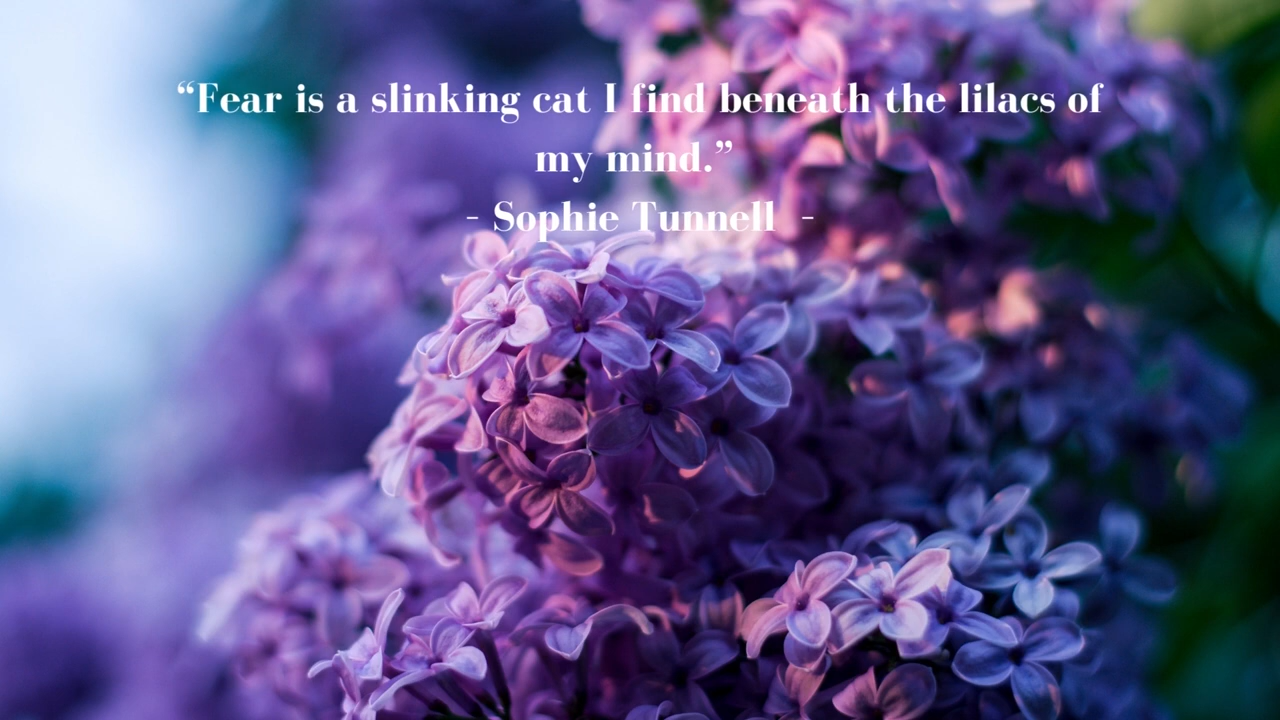 “Fear is a slinking cat I find beneath the lilacs of
my mind.”
- Sophie Tunnell -